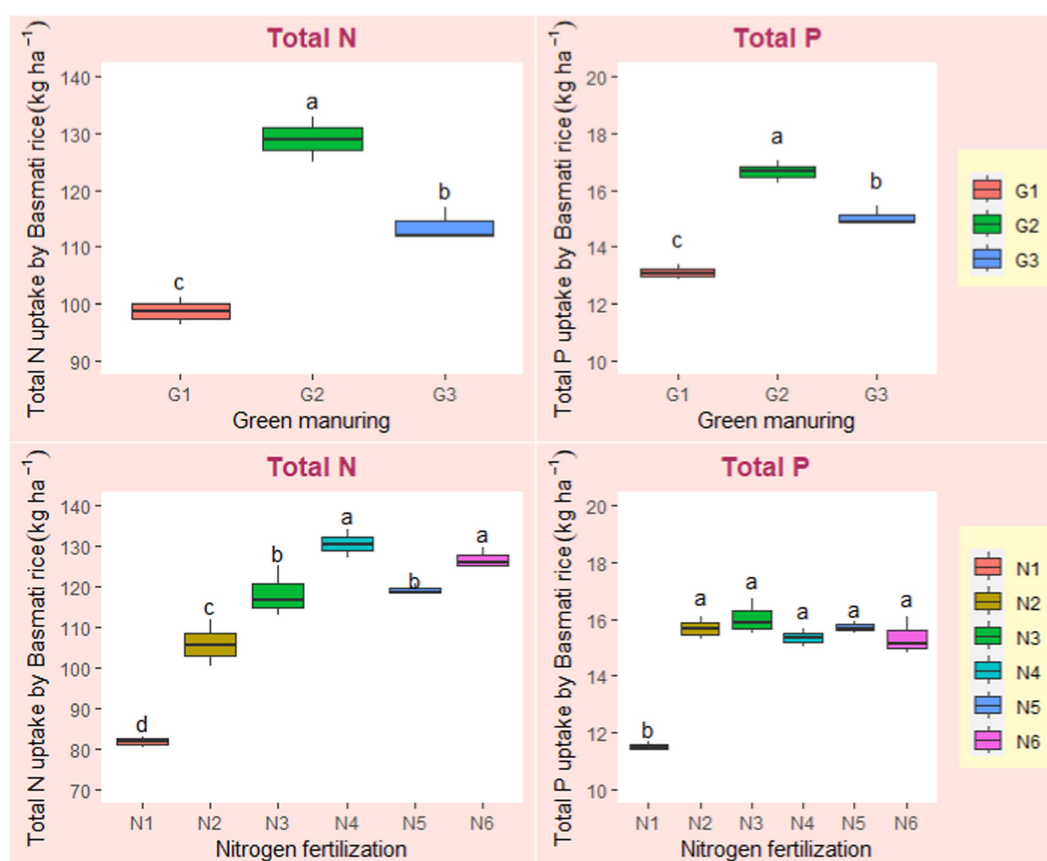 Total N
Total N uptake by Basmati rice(kg ha⁻¹)
140
130
120
110
100
90
c
a
b
G1
G2
G3
Green manuring
Total P
Total P uptake by Basmati rice(kg ha⁻¹)
20
18
16
14
12
10
c
a
b
G1
G2
G3
Green manuring
G1
G2
G3
Total N
Total N uptake by Basmati rice(kg ha⁻¹)
140
130
120
110
100
90
80
70
d
c
b
a
b
a
N1
N2
N3
N4
N5
N6
Nitrogen fertilization
Total P
Total P uptake by Basmati rice(kg ha⁻¹)
20
18
16
14
12
10
b
a
a
a
a
a
N1
N2
N3
N4
N5
N6
Nitrogen fertilization
N1
N2
N3
N4
N5
N6